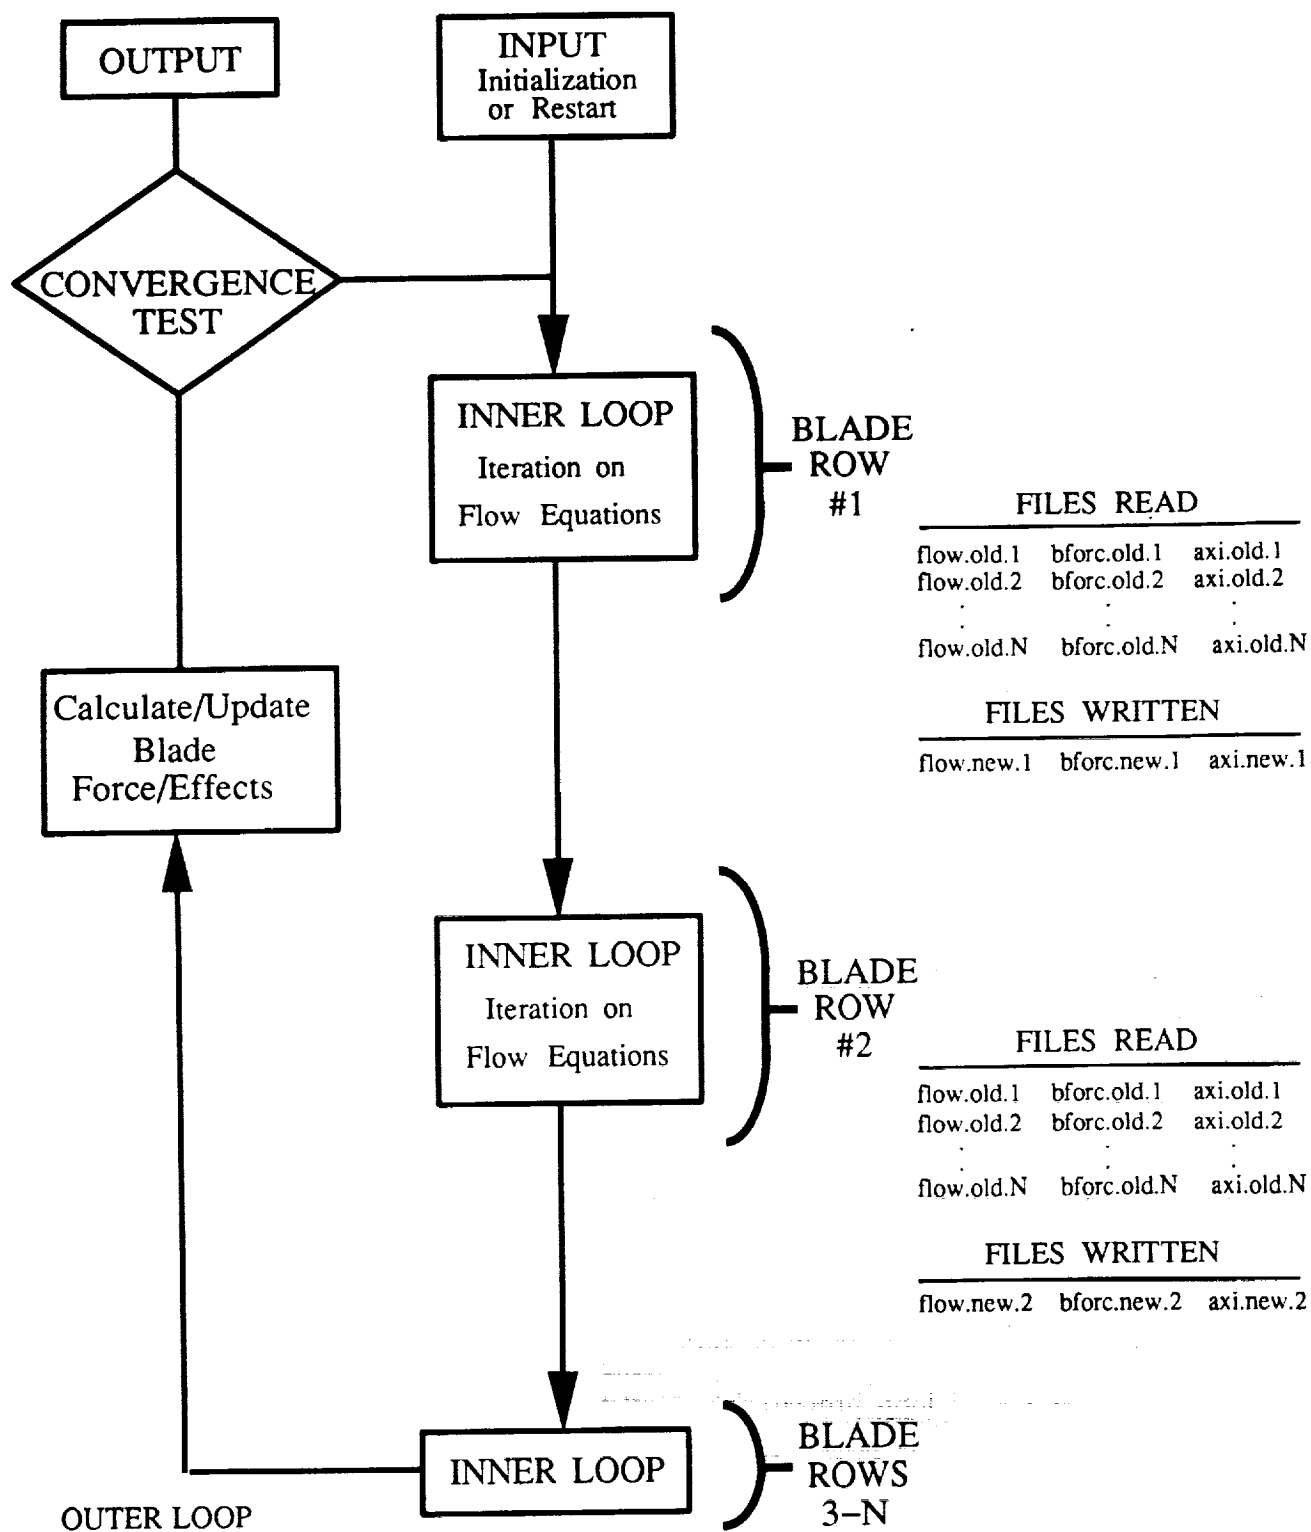 OUTPUT
INPUT
Initialization
or Restart
CONVERGENCE
TEST
INNER LOOP
Iteration on
Flow Equations
BLADE
ROW
#1
FILES READ
flow.old.1 bforc.old.1 axi.old.1
flow.old.2 bforc.old.2 axi.old.2
. . .
. . .
flow.old.N bforc.old.N axi.old.N
FILES WRITTEN
flow.new.1 bforc.new.1 axi.new.1
Calculate/Update
Blade
Force/Effects
INNER LOOP
Iteration on
Flow Equations
BLADE
ROW
#2
FILES READ
flow.old.1 bforc.old.1 axi.old.1
flow.old.2 bforc.old.2 axi.old.2
. . .
. . .
flow.old.N bforc.old.N axi.old.N
FILES WRITTEN
flow.new.2 bforc.new.2 axi.new.2
INNER LOOP
BLADE
ROWS
3–N
OUTER LOOP